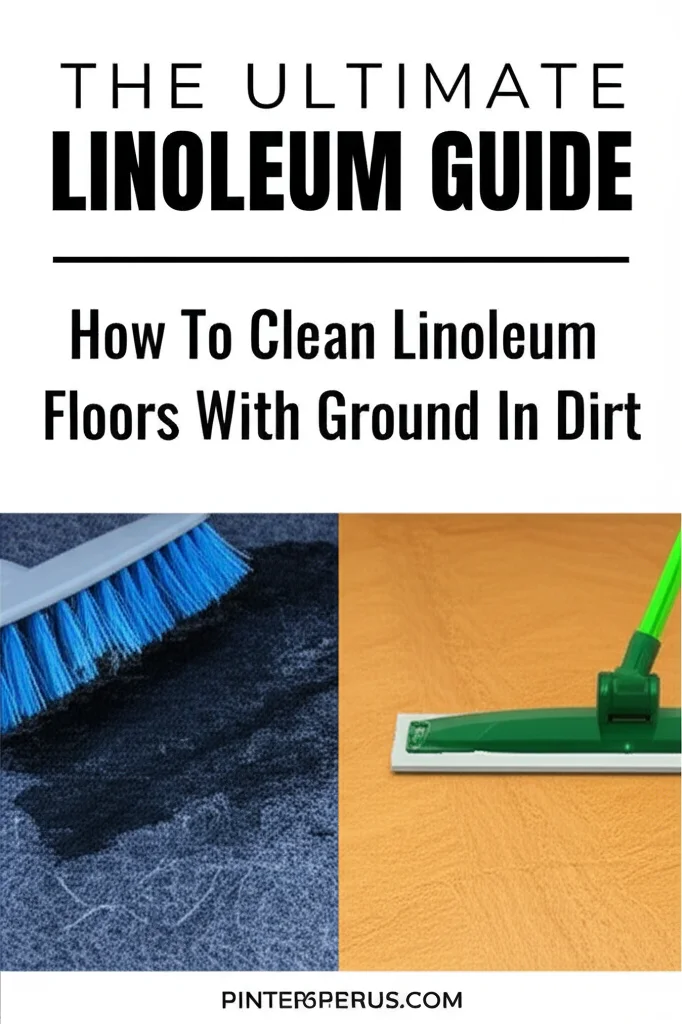 THE ULTIMATE
LINOLEUM GUIDE
How To Clean Linoleum
Floors With Ground In Dirt